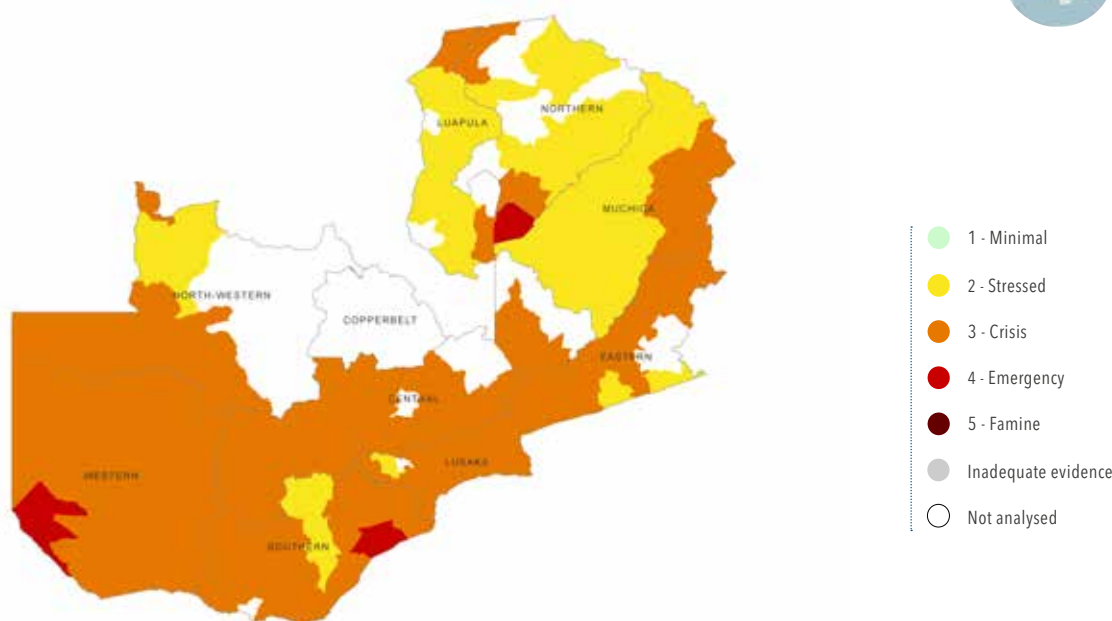 NORTHERN
LUAPULA
MUCHINGA
NORTH-WESTERN
COPPERBELT
EASTERN
CENTRAL
LUSAKA
WESTERN
SOUTHERN
1 - Minimal
2 - Stressed
3 - Crisis
4 - Emergency
5 - Famine
Inadequate evidence
Not analysed